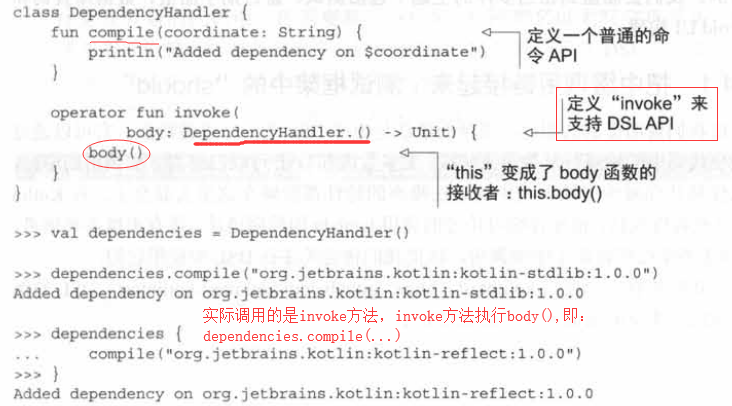 class DependencyHandler {
fun compile(coordinate: String) {
println("Added dependency on $coordinate")
}
定义一个普通的命
令 API
operator fun invoke(
body: DependencyHandler.() -> Unit) {
body()
}
}
定义 “invoke” 来
支持 DSL API
“this” 变成了 body 函数的
接收者：this.body()
>>> val dependencies = DependencyHandler()
>>> dependencies.compile("org.jetbrains.kotlin:kotlin-stdlib:1.0.0")
Added dependency on org.jetbrains.kotlin:kotlin-stdlib:1.0.0
实际调用的是invoke方法，invoke方法执行body(),即:
dependencies.compile(...)
>>> dependencies {
... compile("org.jetbrains.kotlin:kotlin-reflect:1.0.0")
>>> }
Added dependency on org.jetbrains.kotlin:kotlin-reflect:1.0.0